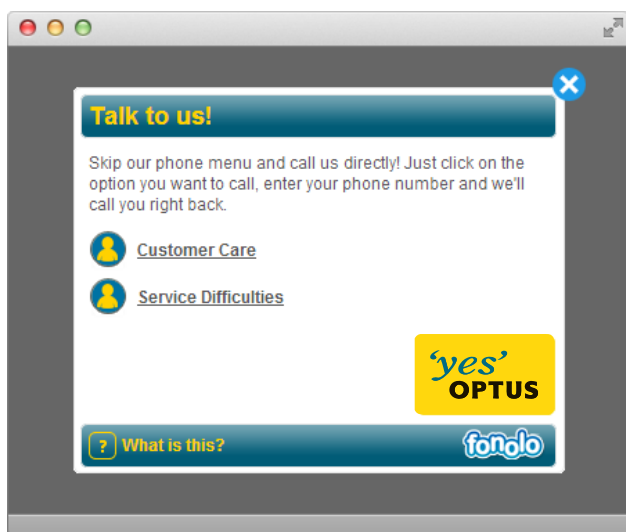 Talk to us!
Skip our phone menu and call us directly! Just click on the
option you want to call, enter your phone number and we'll
call you right back.
Customer Care
Service Difficulties
‘yes’
OPTUS
? What is this?
fonolo